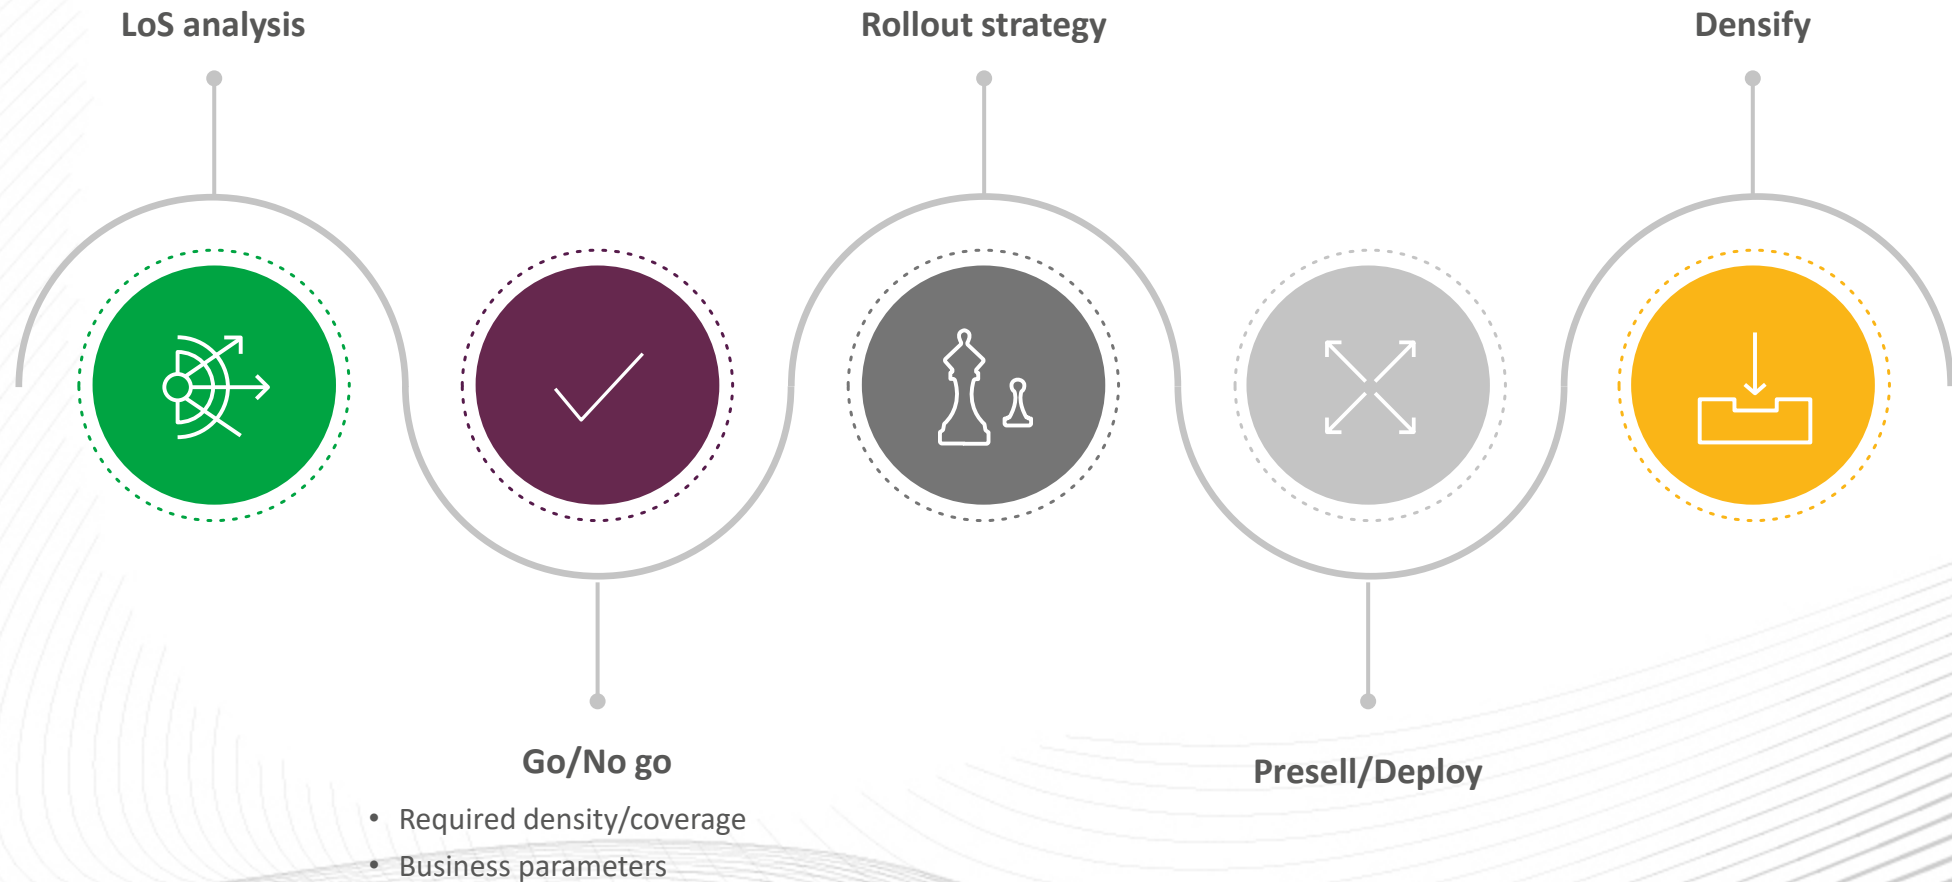 LoS analysis
Rollout strategy
Densify
Go/No go
• Required density/coverage
• Business parameters
Presell/Deploy